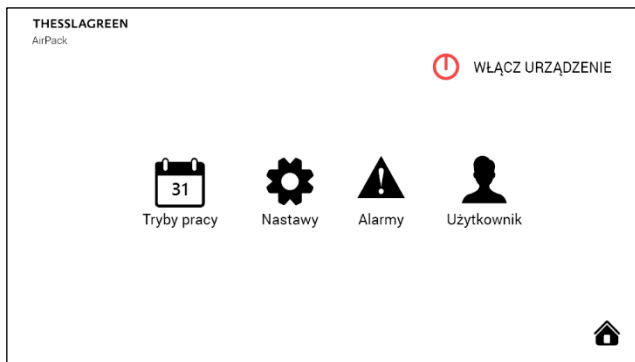 THESSLAGREEN
AirPack
WŁĄCZ URZĄDZENIE
31
Tryby pracy
Nastawy
Alarmy
Użytkownik